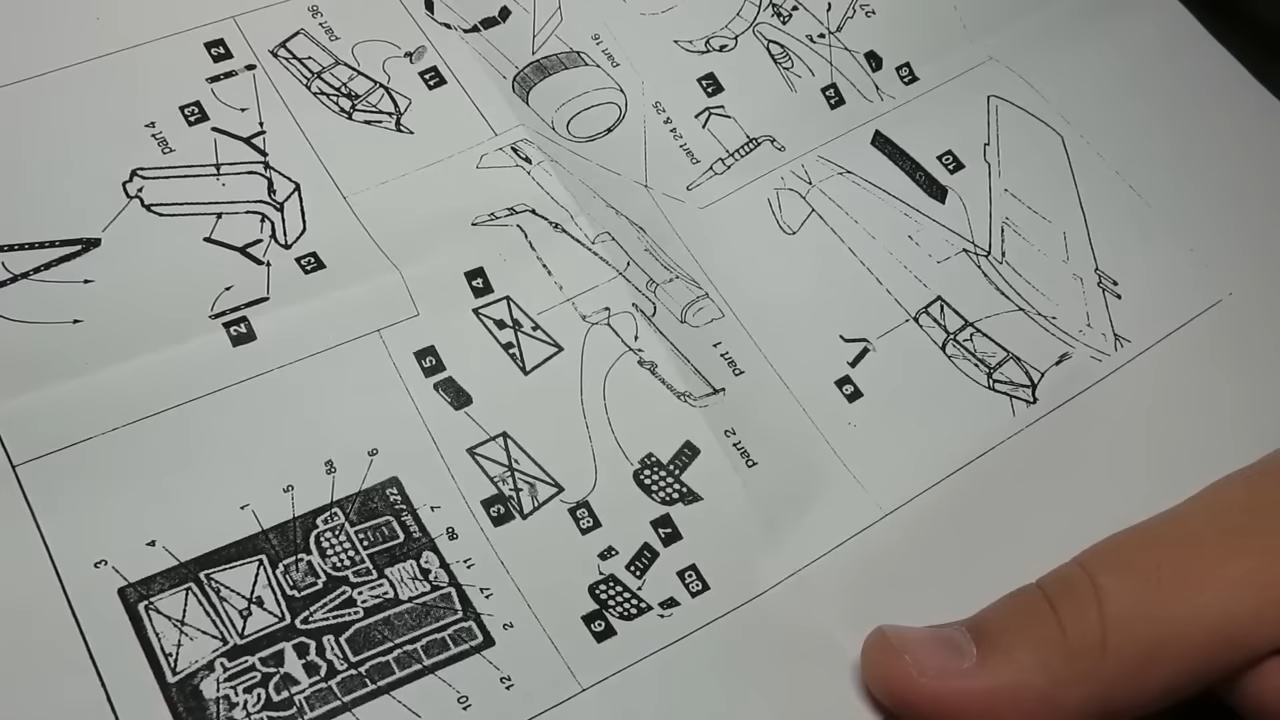 part 36
2
11
13
part 4
part 16
27
16
14
17
part 24 & 25
10
13
2
4
part 1
5
9
part 2
3
8a
7
6
8b
8a
6
5
1
4
3
7
8b
11
17
2
12
10